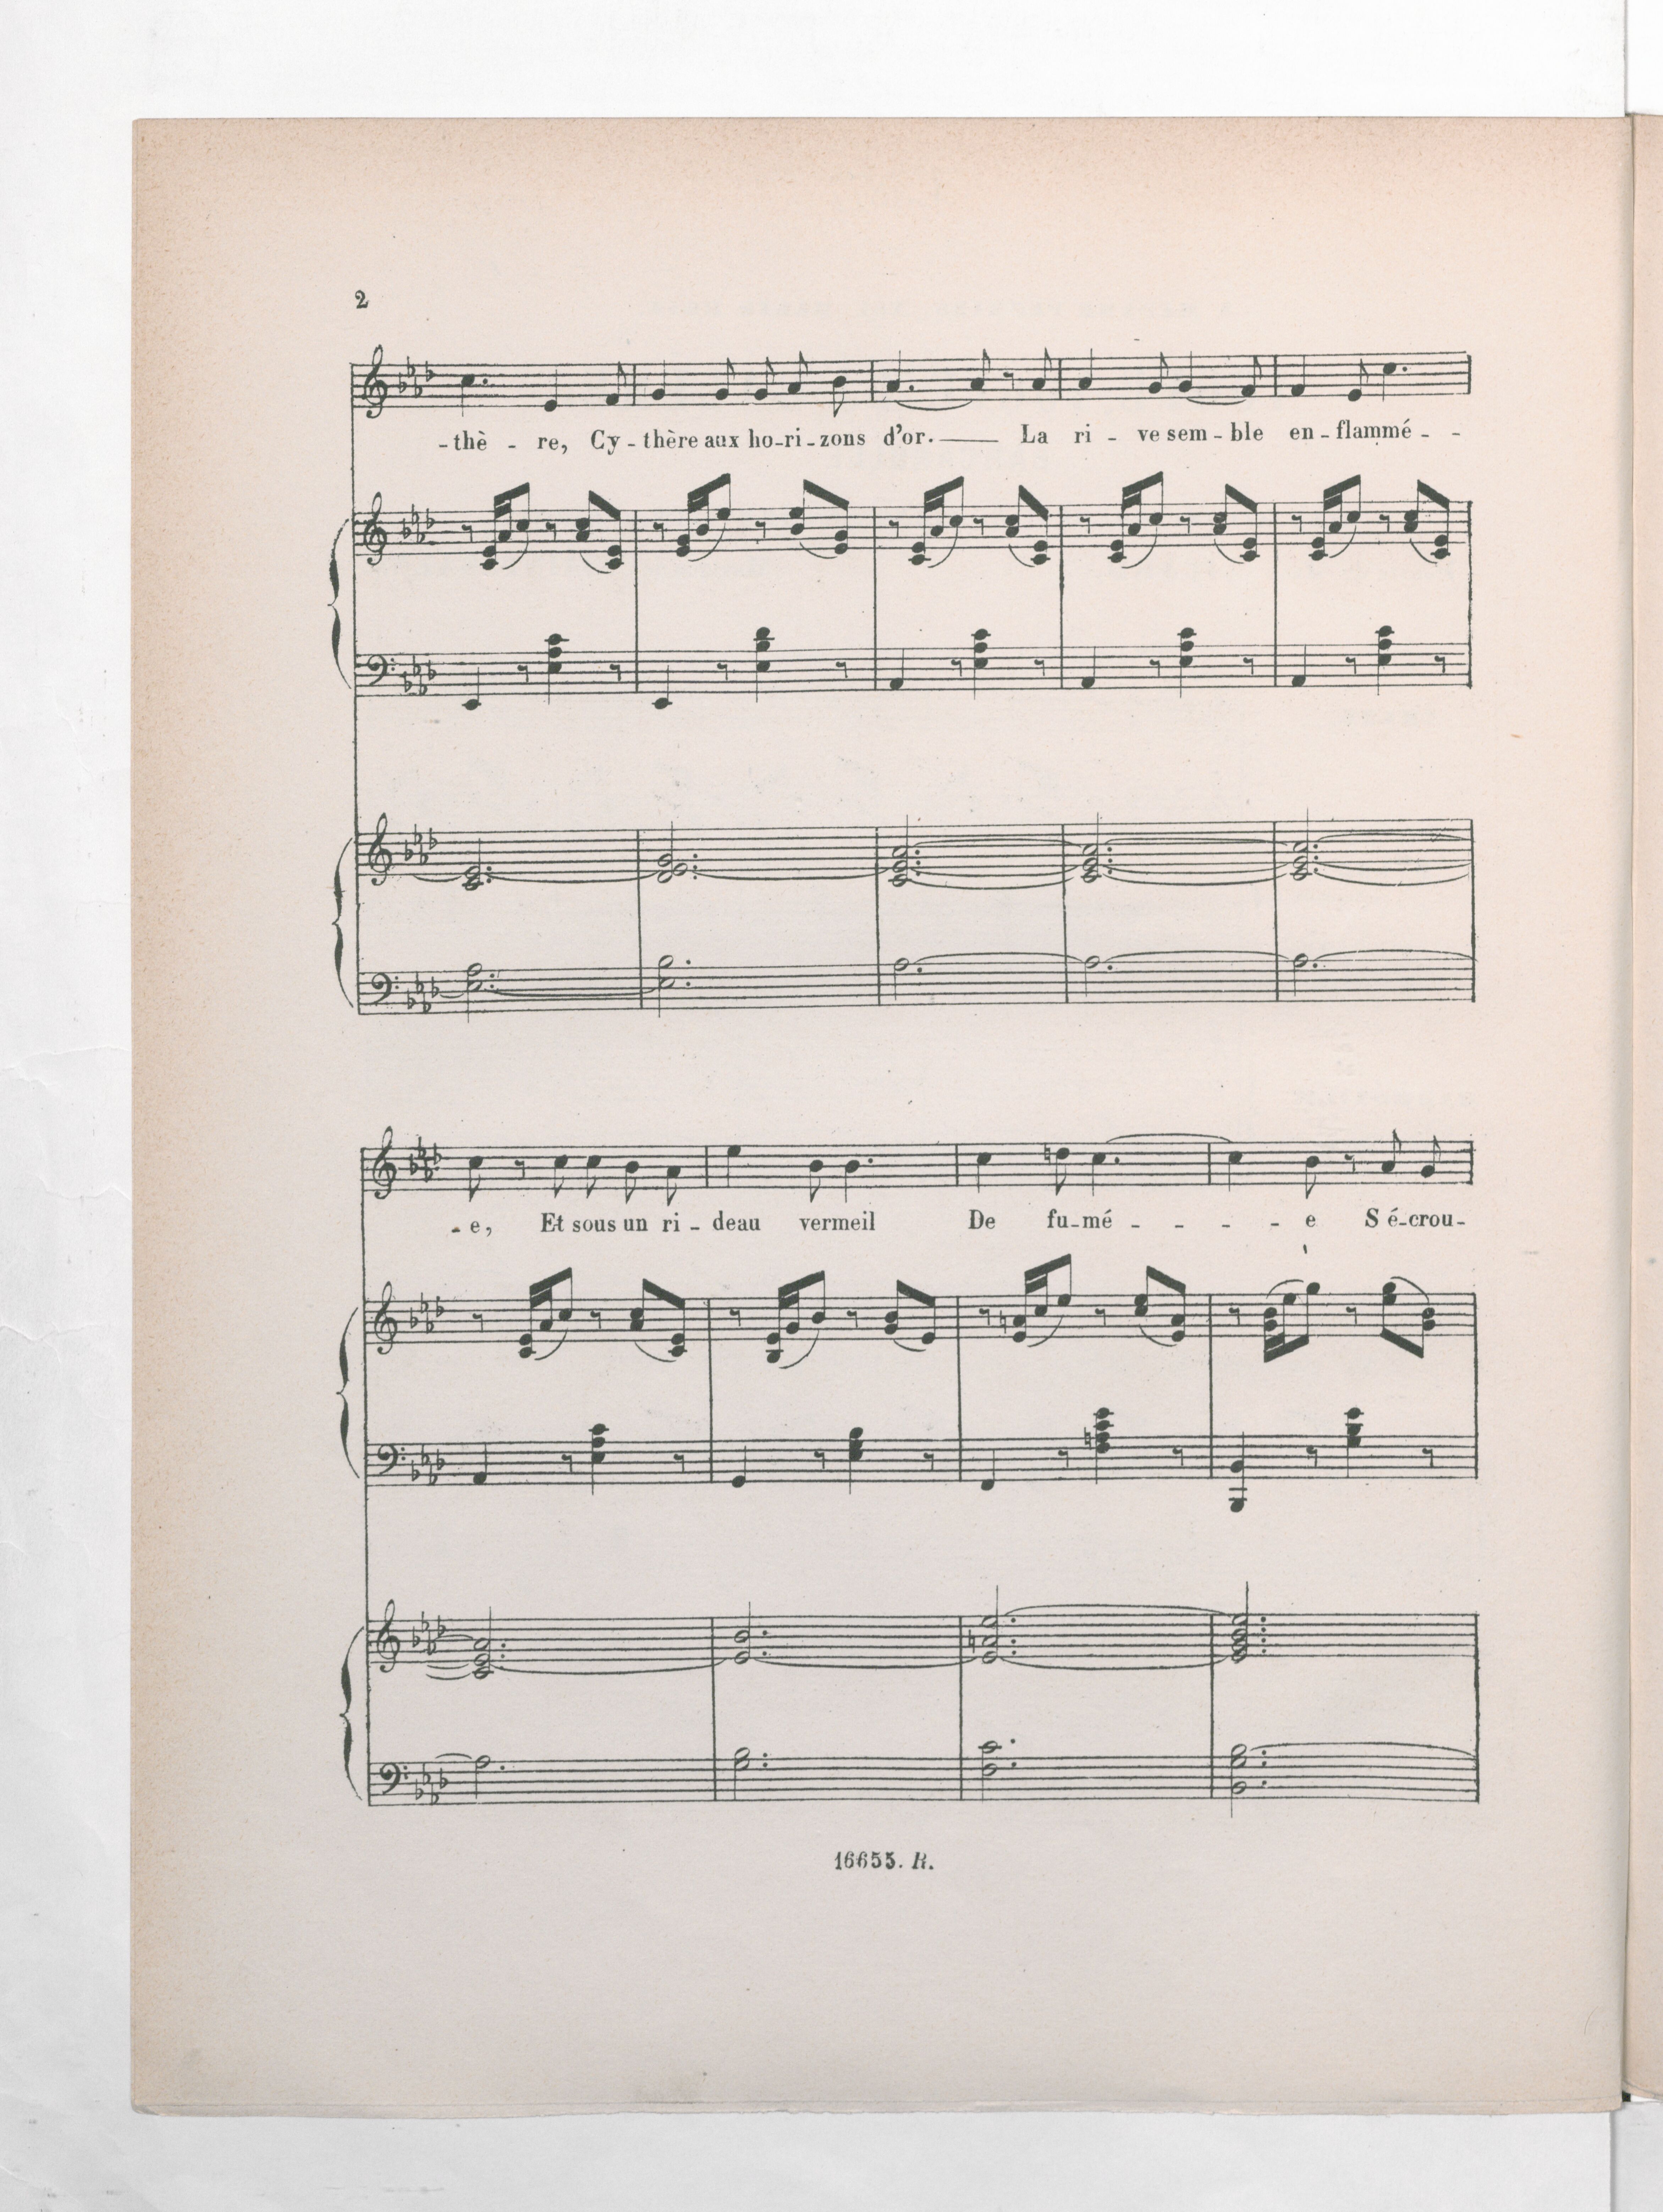 2
-thè - re, Cy - thère aux ho - ri - zons d'or. La ri - ve sem - ble en - flammé - -
- e, Et sous un ri - deau vermeil De fu - mé - - - - e S é - crou -
16655. R.